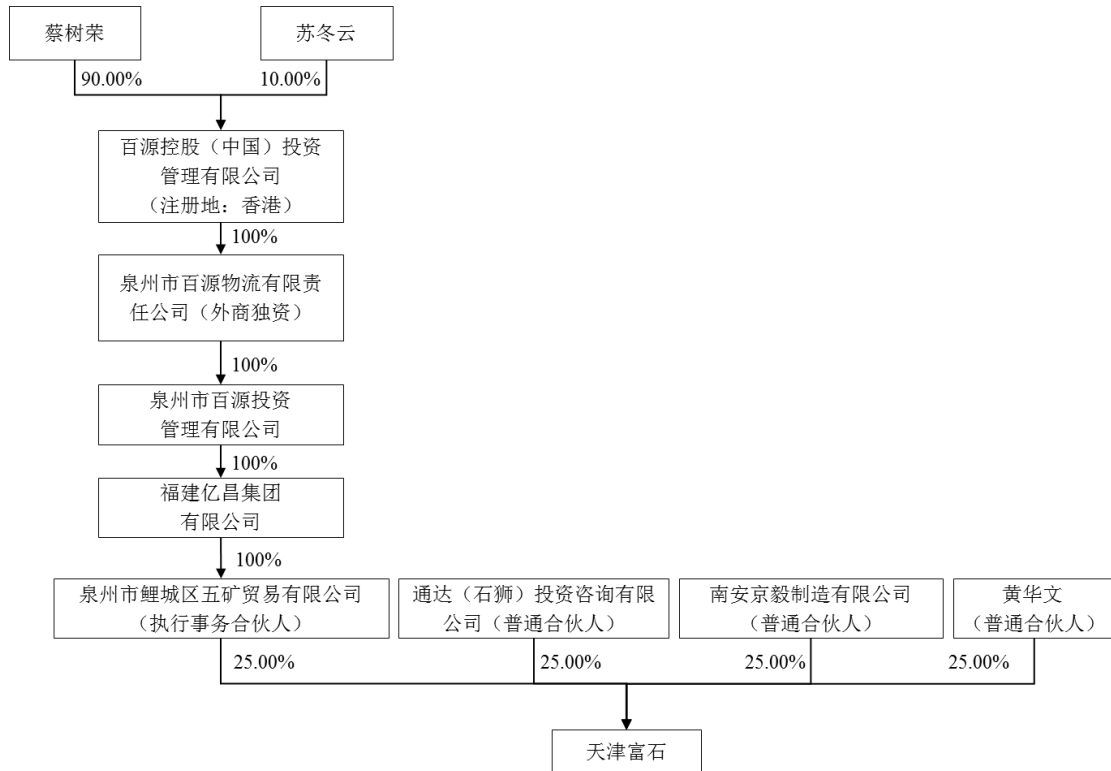 蔡树荣
苏冬云
90.00%
10.00%
百源控股（中国）投资
管理有限公司
（注册地：香港）
100%
泉州市百源物流有限责
任公司（外商独资）
100%
泉州市百源投资
管理有限公司
100%
福建亿昌集团
有限公司
100%
泉州市鲤城区五矿贸易有限公司
（执行事务合伙人）
通达（石狮）投资咨询有限
公司（普通合伙人）
南安京毅制造有限公司
（普通合伙人）
黄华文
（普通合伙人）
25.00%
25.00%
25.00%
25.00%
天津富石